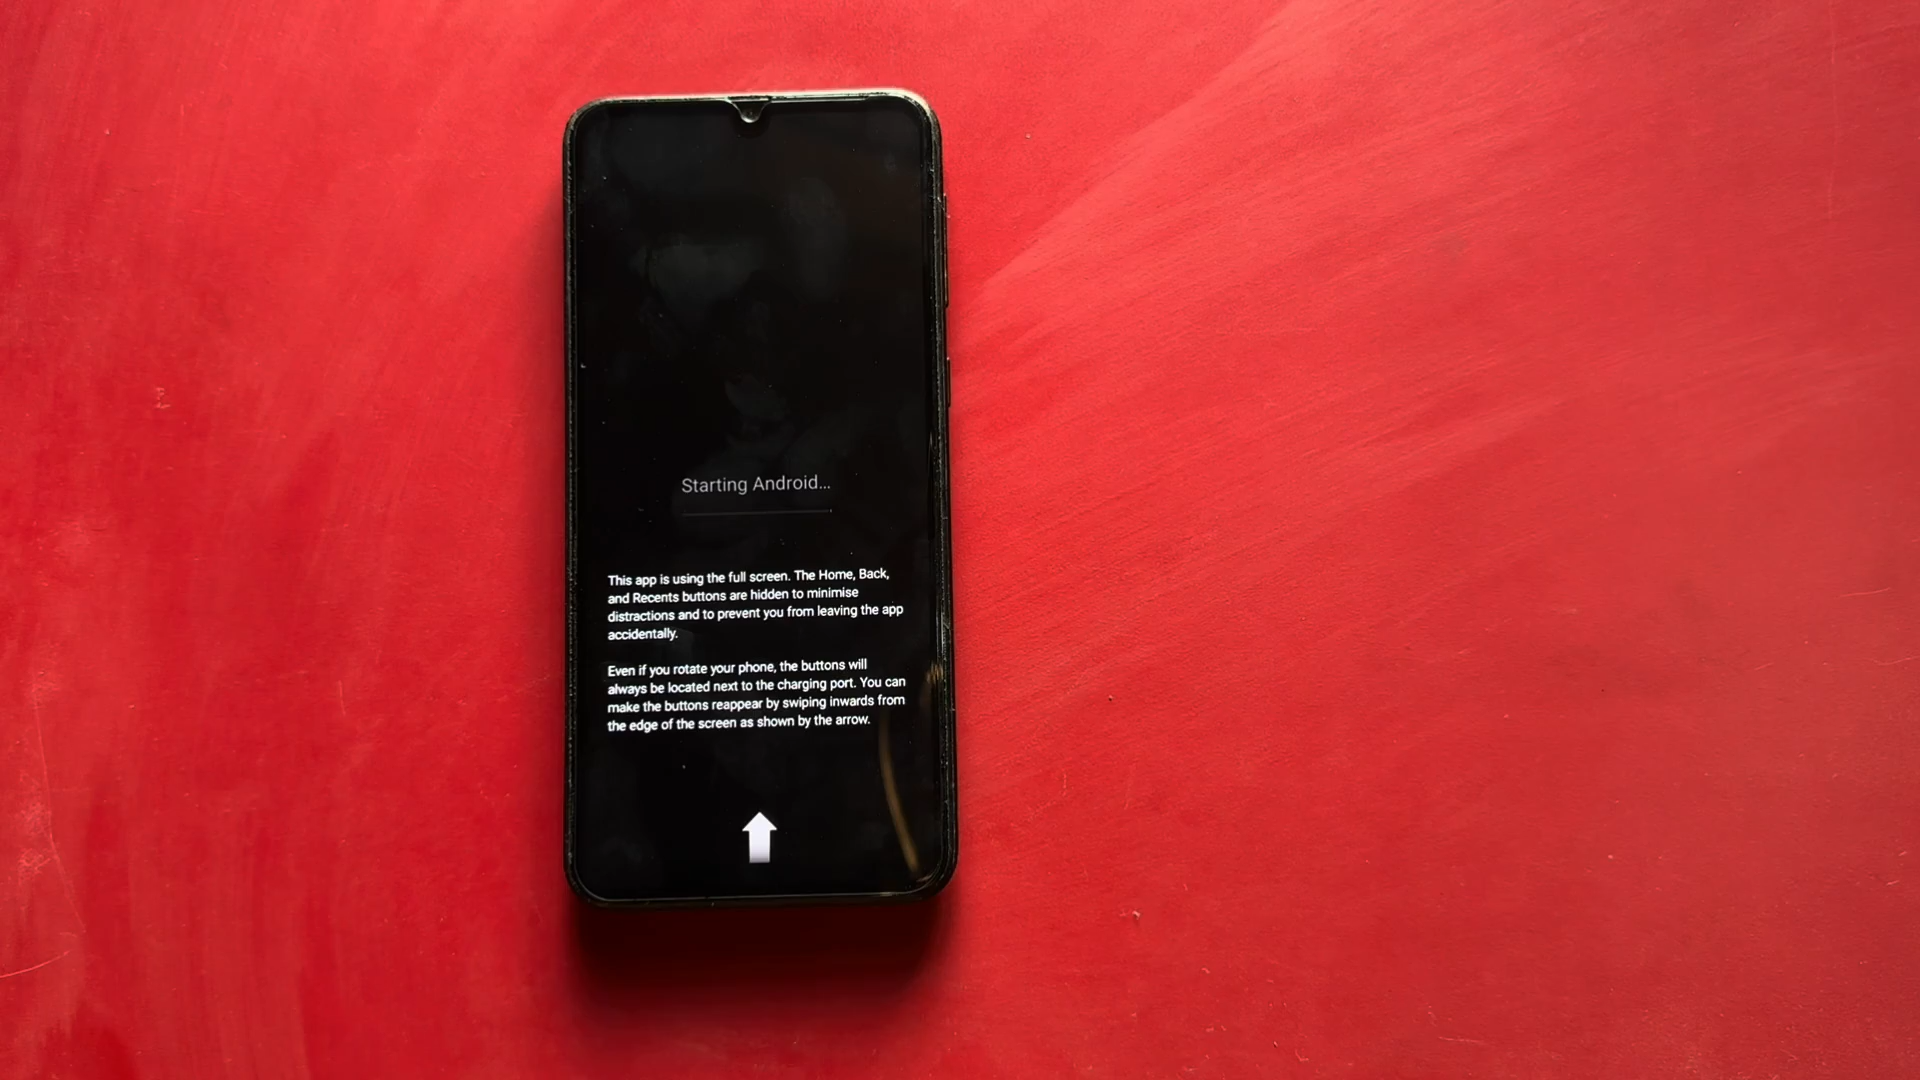 Starting Android...
This app is using the full screen. The Home, Back,
and Recents buttons are hidden to minimise
distractions and to prevent you from leaving the app
accidentally.
Even if you rotate your phone, the buttons will
always be located next to the charging port. You can
make the buttons reappear by swiping inwards from
the edge of the screen as shown by the arrow.